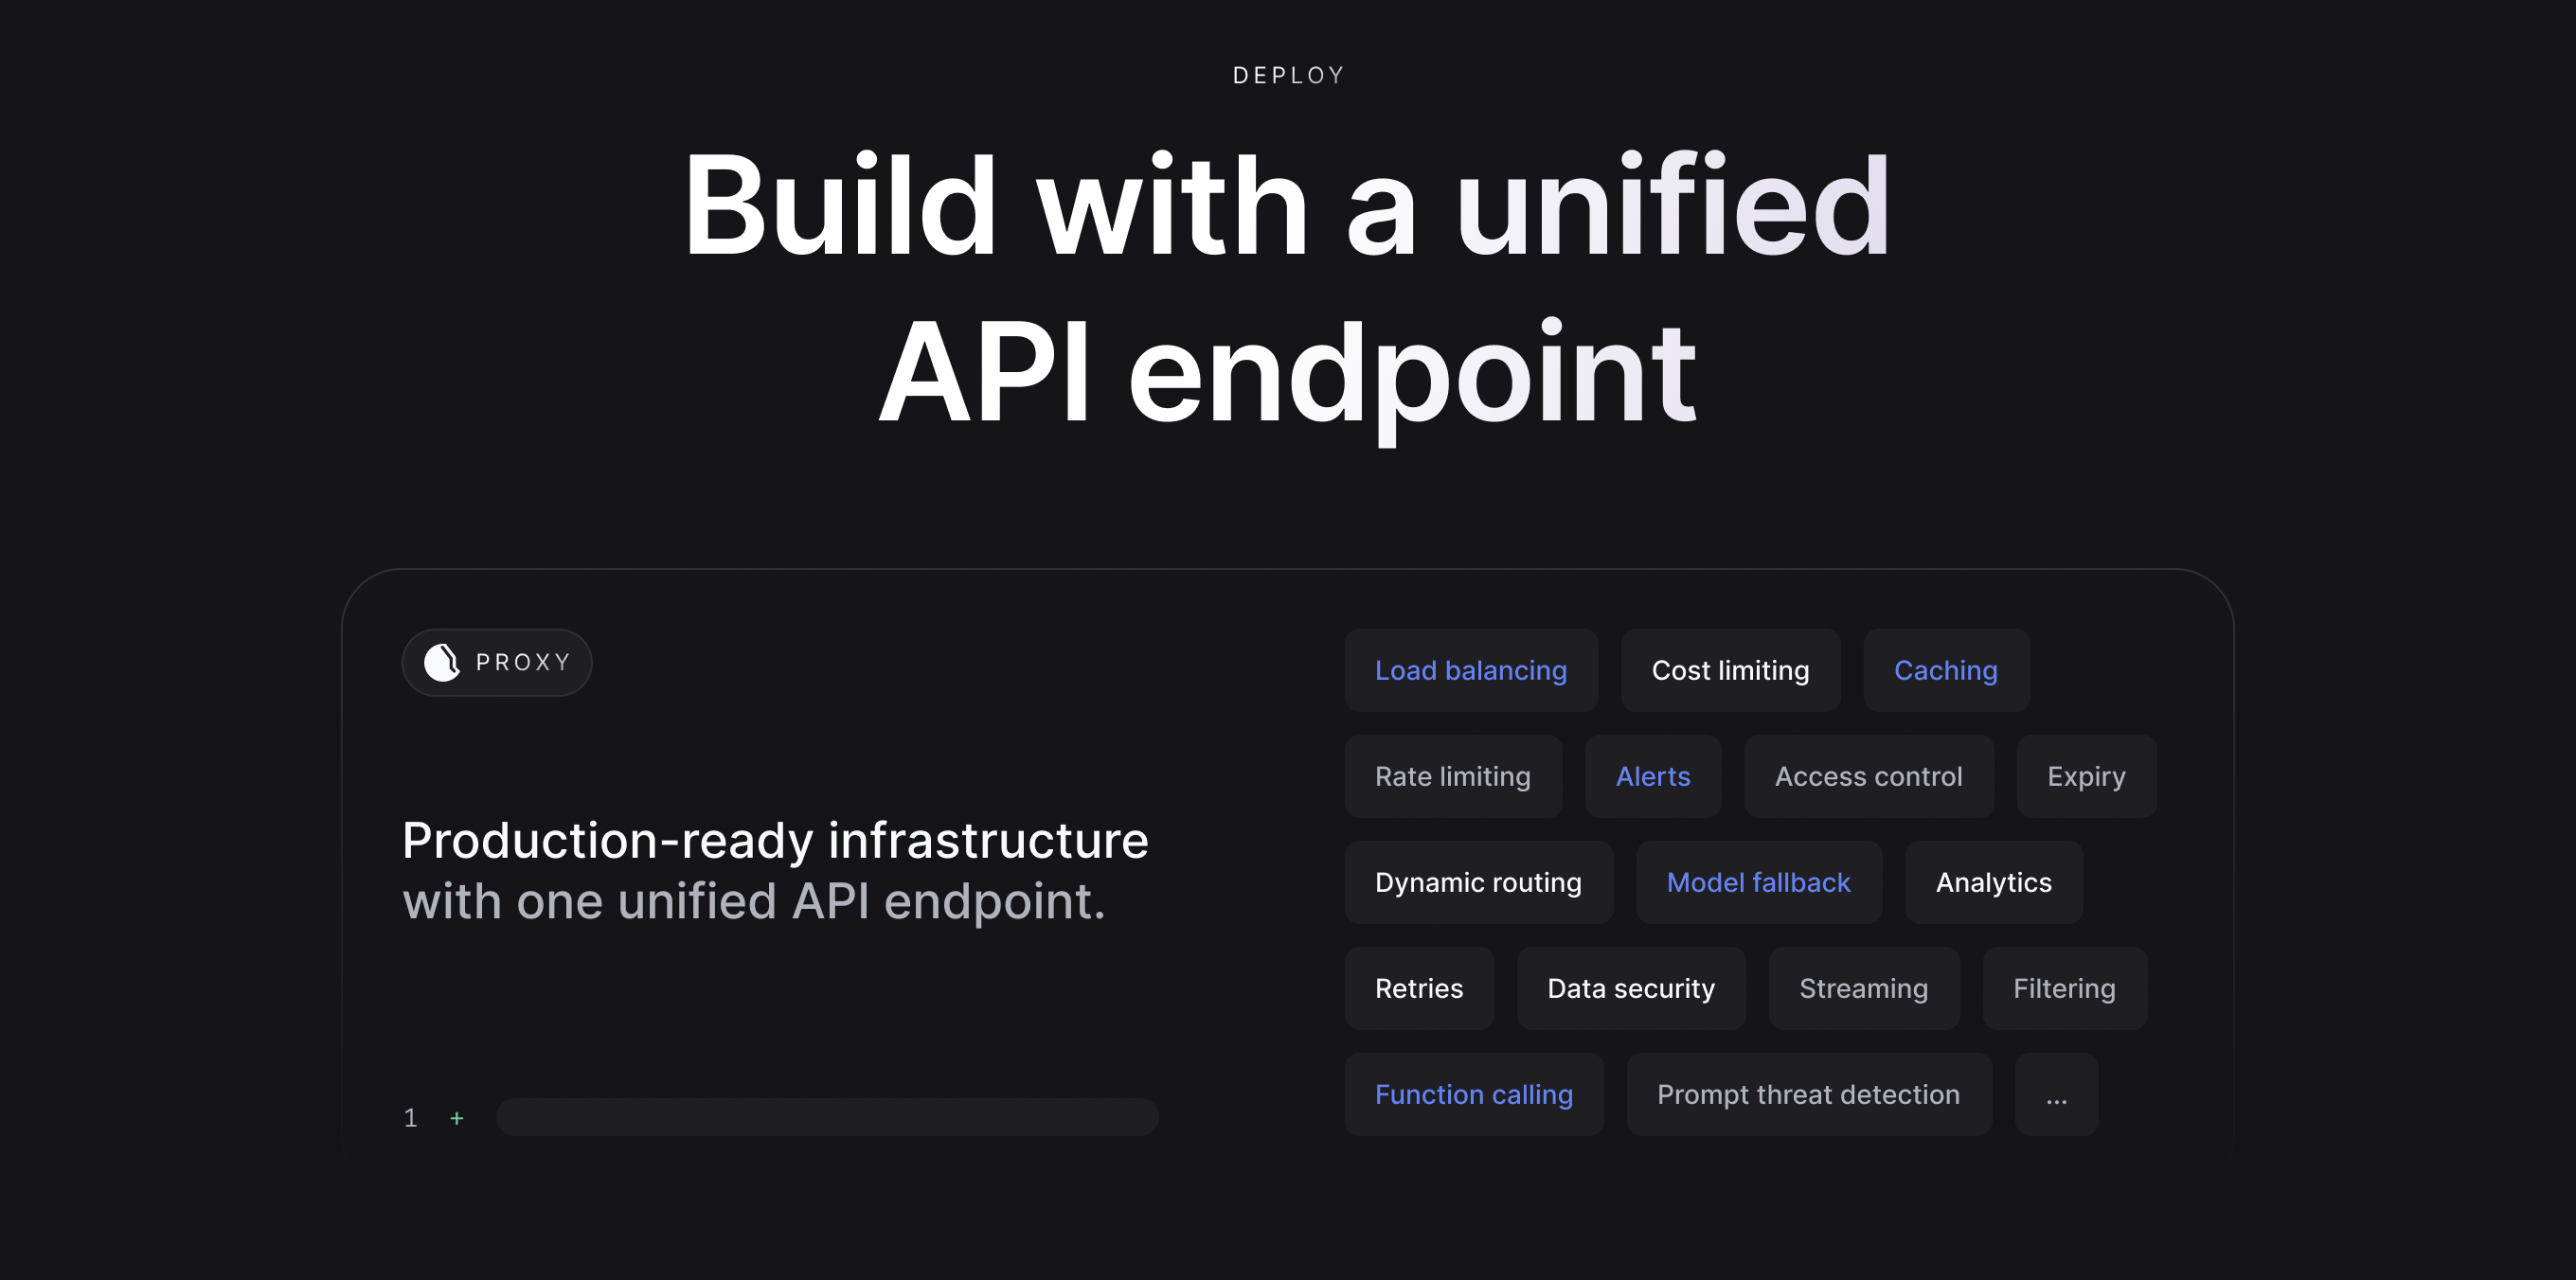 DEPLOY
Build with a unified
API endpoint
PROXY
Production-ready infrastructure
with one unified API endpoint.
1 +
Load balancing Cost limiting Caching
Rate limiting Alerts Access control Expiry
Dynamic routing Model fallback Analytics
Retries Data security Streaming Filtering
Function calling Prompt threat detection ...